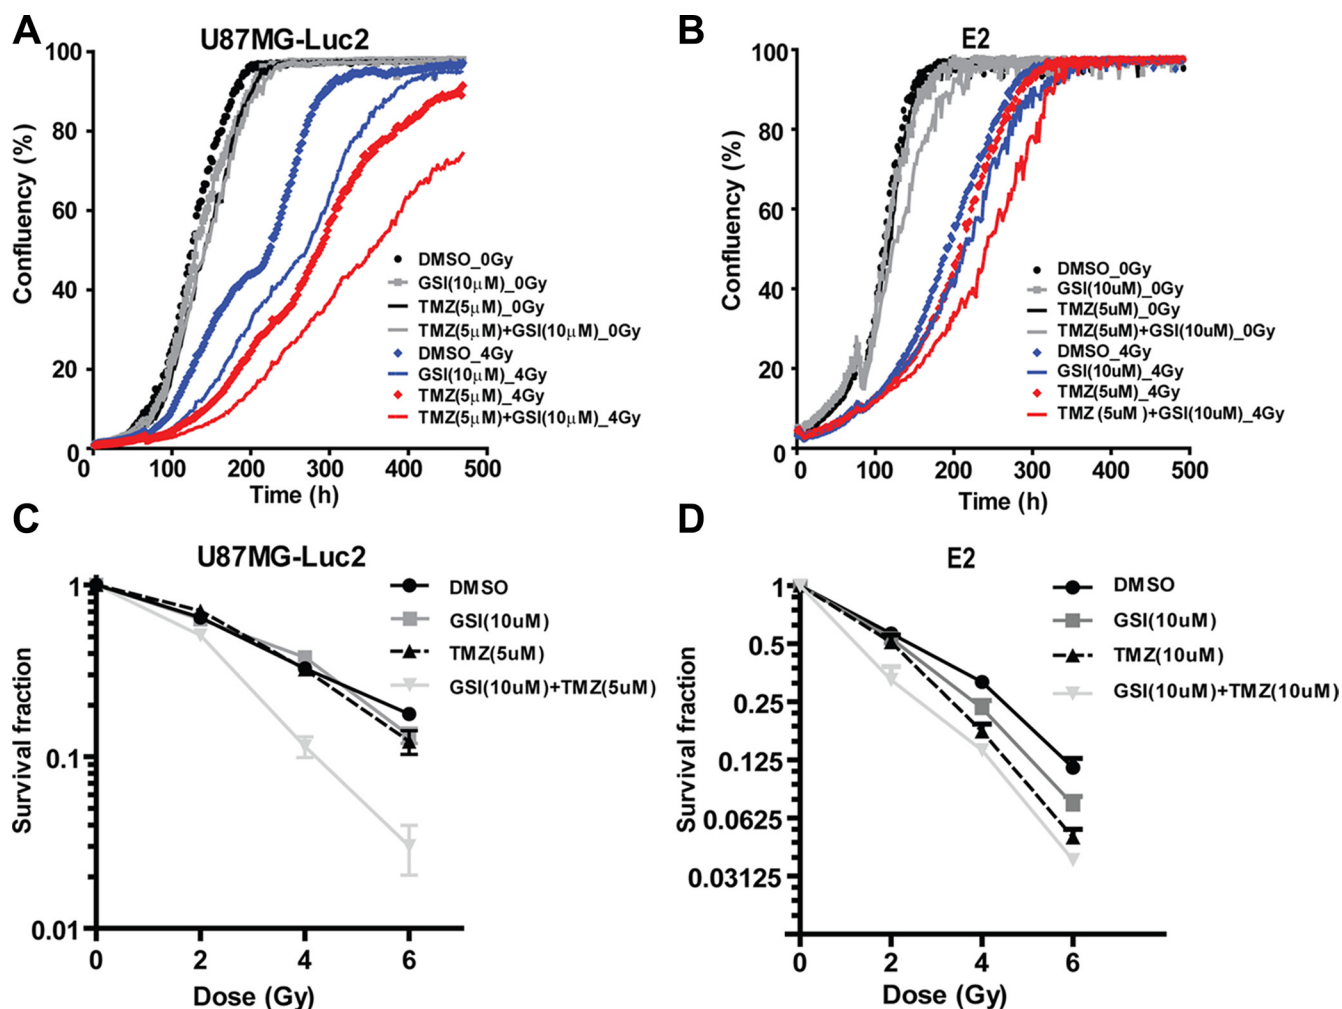 A
U87MG-Luc2
100
80
60
40
20
0
Confluency (%)
0 100 200 300 400 500
Time (h)
DMSO_0Gy
GSI(10μM)_0Gy
TMZ(5μM)_0Gy
TMZ(5μM)+GSI(10μM)_0Gy
DMSO_4Gy
GSI(10μM)_4Gy
TMZ(5μM)_4Gy
TMZ(5μM)+GSI(10μM)_4Gy
B
E2
100
80
60
40
20
0
Confluency (%)
0 100 200 300 400 500
Time (h)
DMSO_0Gy
GSI(10uM)_0Gy
TMZ(5uM)_0Gy
TMZ(5uM)+GSI(10uM)_0Gy
DMSO_4Gy
GSI(10uM)_4Gy
TMZ(5uM)_4Gy
TMZ (5uM )+GSI(10uM)_4Gy
C
U87MG-Luc2
1
0.1
0.01
Survival fraction
0 2 4 6
Dose (Gy)
DMSO
GSI(10uM)
TMZ(5uM)
GSI(10uM)+TMZ(5uM)
D
E2
1
0.5
0.25
0.125
0.0625
0.03125
Survival fraction
0 2 4 6
Dose (Gy)
DMSO
GSI(10uM)
TMZ(10uM)
GSI(10uM)+TMZ(10uM)